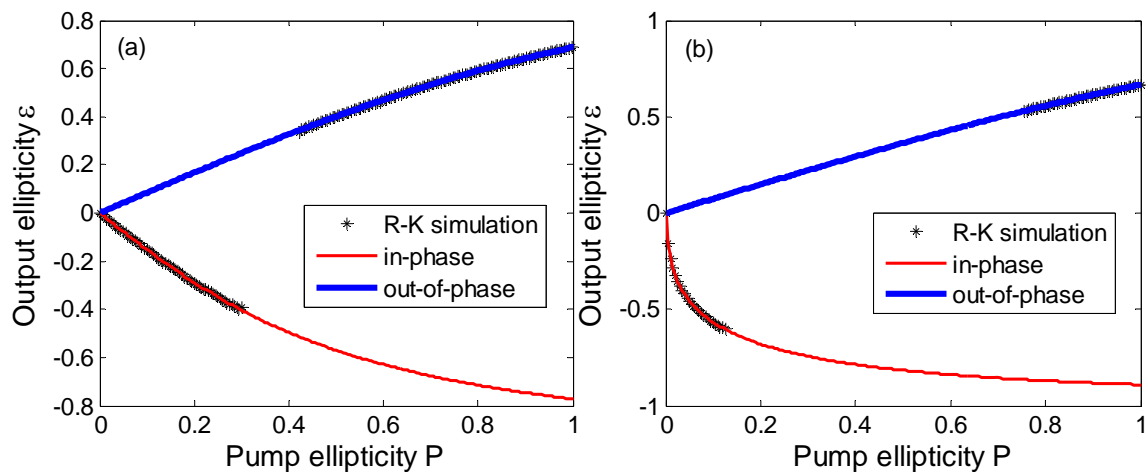 (a)
Output ellipticity ε
0.8
0.6
0.4
0.2
0
-0.2
-0.4
-0.6
-0.8
R-K simulation
in-phase
out-of-phase
0 0.2 0.4 0.6 0.8 1
Pump ellipticity P
(b)
Output ellipticity ε
1
0.5
0
-0.5
-1
R-K simulation
in-phase
out-of-phase
0 0.2 0.4 0.6 0.8 1
Pump ellipticity P